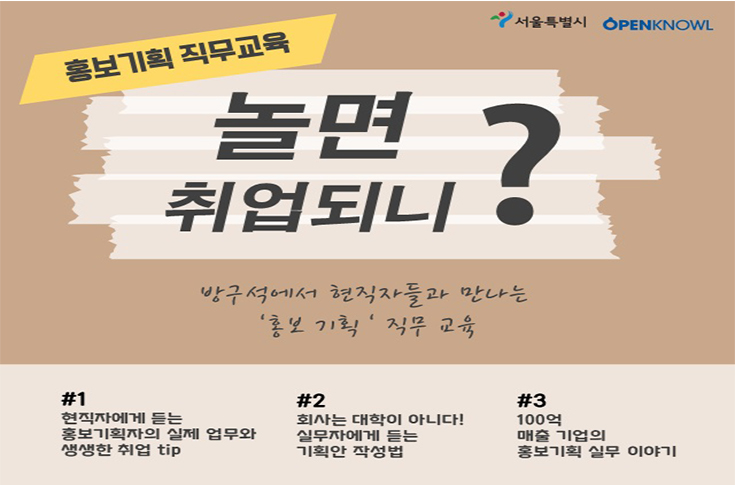 서울특별시 OPENKNOWL
홍보기획 직무교육
놀면
취업되니 ?
방구석에서 현직자들과 만나는
‘홍보 기획‘ 직무 교육
#1
현직자에게 듣는
홍보기획자의 실제 업무와
생생한 취업 tip
#2
회사는 대학이 아니다!
실무자에게 듣는
기획안 작성법
#3
100억
매출 기업의
홍보기획 실무 이야기